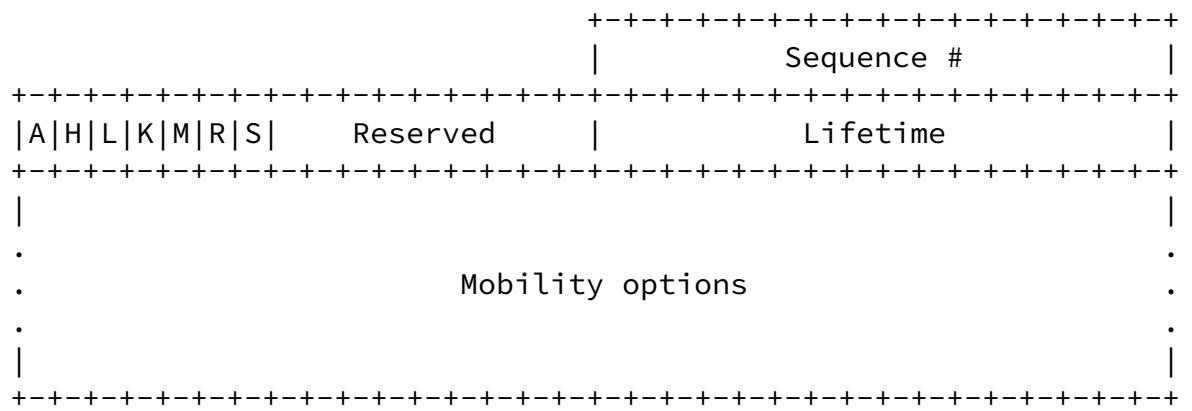 +-+-+-+-+-+-+-+-+-+-+-+-+-+-+-+-+
                                |          Sequence #           |
+-+-+-+-+-+-+-+-+-+-+-+-+-+-+-+-+-+-+-+-+-+-+-+-+-+-+-+-+-+-+-+-+
|A|H|L|K|M|R|S|    Reserved     |           Lifetime            |
+-+-+-+-+-+-+-+-+-+-+-+-+-+-+-+-+-+-+-+-+-+-+-+-+-+-+-+-+-+-+-+-+
|                                                               |
.                                                               .
.                        Mobility options                       .
.                                                               .
|                                                               |
+-+-+-+-+-+-+-+-+-+-+-+-+-+-+-+-+-+-+-+-+-+-+-+-+-+-+-+-+-+-+-+-+